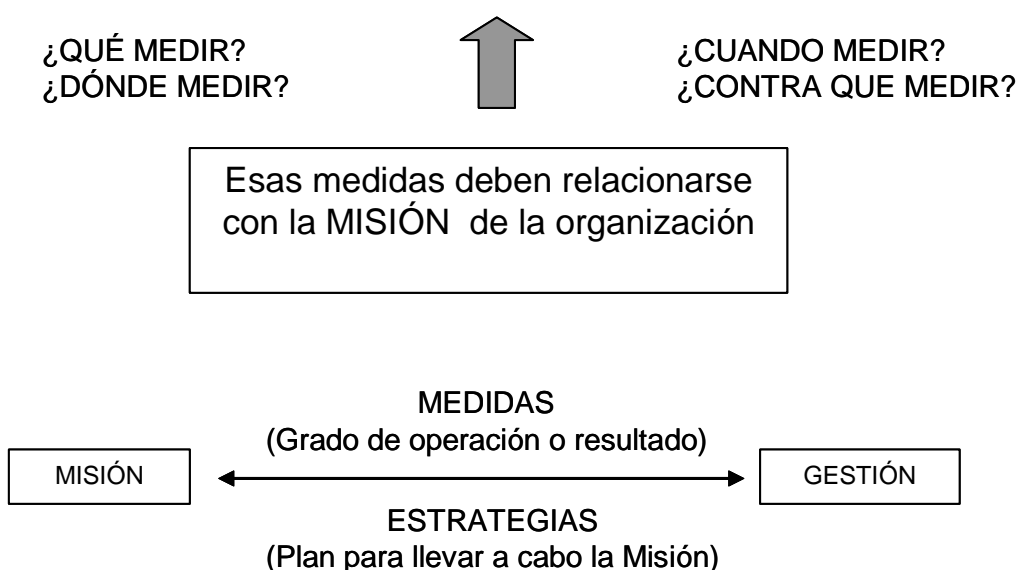 ¿QUÉ MEDIR?
¿DÓNDE MEDIR?
¿CUANDO MEDIR?
¿CONTRA QUE MEDIR?
Esas medidas deben relacionarse
con la MISIÓN de la organización
MEDIDAS
(Grado de operación o resultado)
MISIÓN
GESTIÓN
ESTRATEGIAS
(Plan para llevar a cabo la Misión)